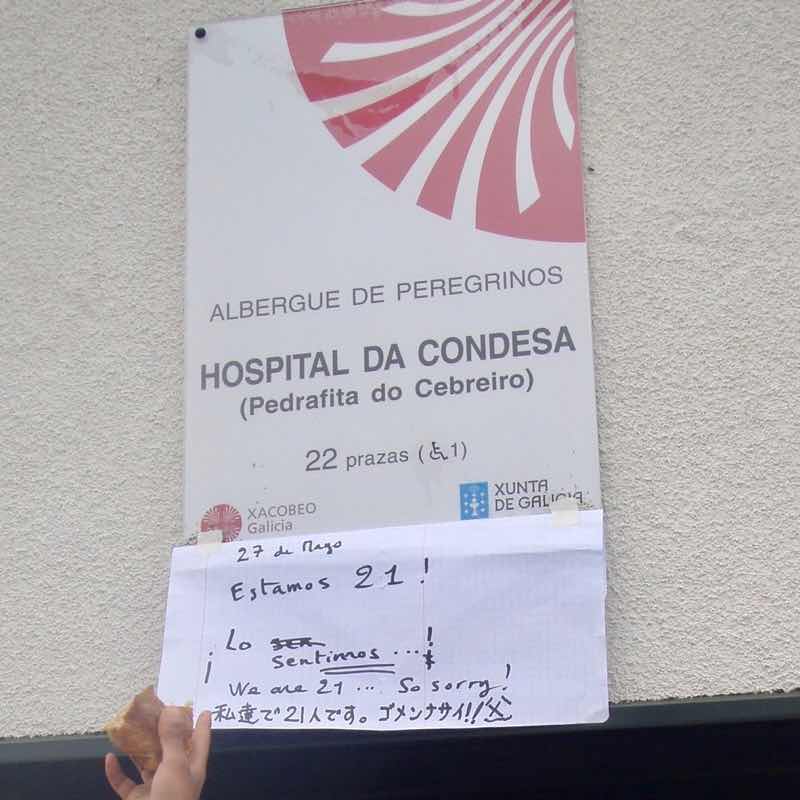 ALBERGUE DE PEREGRINOS
HOSPITAL DA CONDESA
(Pedrafita do Cebreiro)
22 prazas (♿1)
XACOBEO
Galicia
XUNTA
DE GALICIA
27 de Mayo
Estamos 21 !
¡ Lo
sentimos ... !
We are 21 ... So sorry!
私達で21人です。ゴメンナサイ!!